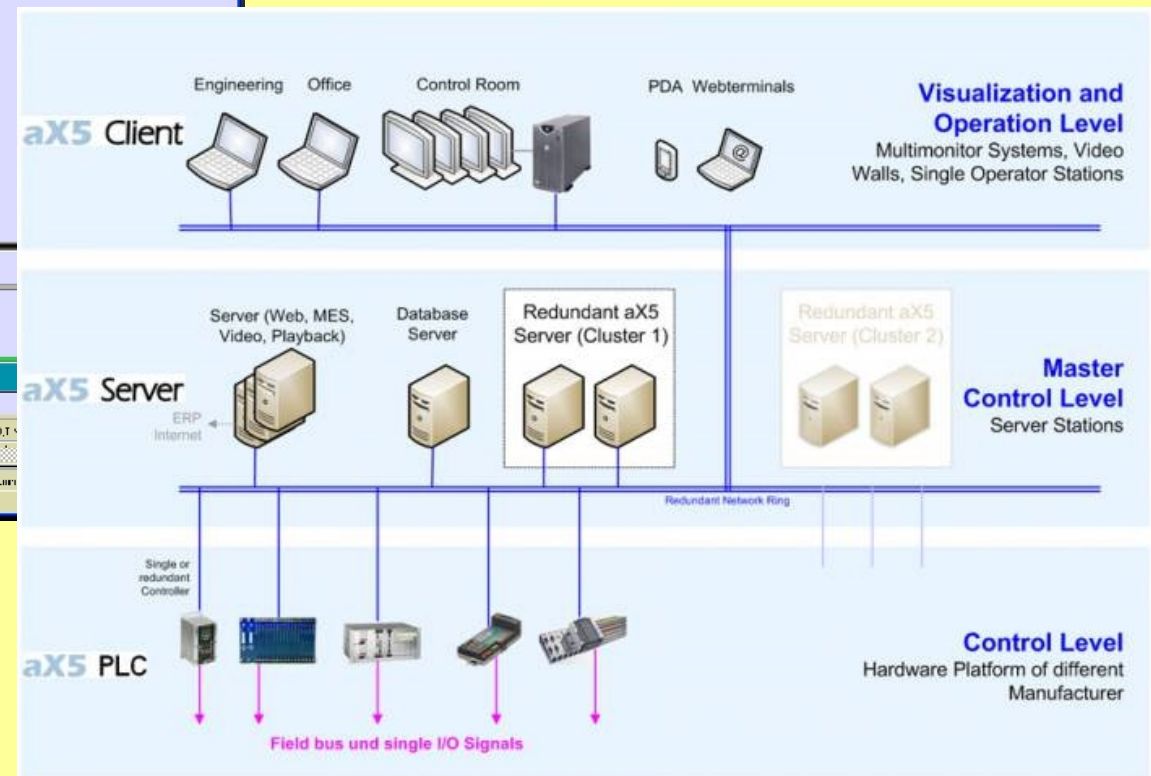 Engineering
Office
Control Room
PDA Webterminals
aX5 Client
Visualization and
Operation Level
Multimonitor Systems, Video
Walls, Single Operator Stations
Server (Web, MES,
Video, Playback)
Database
Server
Redundant aX5
Server (Cluster 1)
Redundant aX5
Server (Cluster 2)
aX5 Server
ERP
Internet
Master
Control Level
Server Stations
Redundant Network Ring
Single or
redundant
Controller
aX5 PLC
Control Level
Hardware Platform of different
Manufacturer
Field bus und single I/O Signals